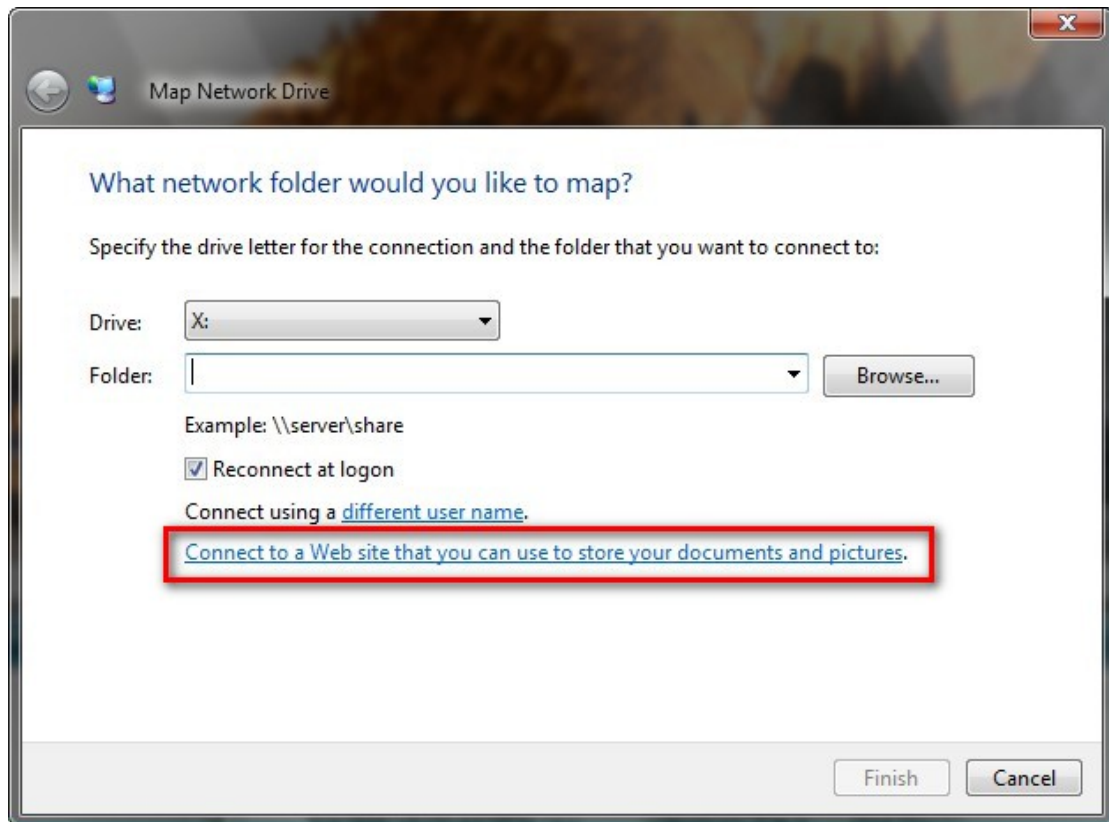 Map Network Drive
What network folder would you like to map?
Specify the drive letter for the connection and the folder that you want to connect to:
Drive: X:
Folder: Browse...
Example: \\server\share
Reconnect at logon
Connect using a different user name.
Connect to a Web site that you can use to store your documents and pictures.
Finish Cancel